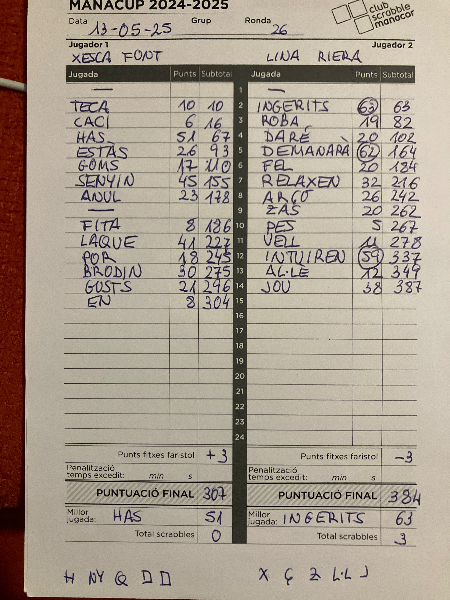 MANACUP 2024-2025
club scrabble manacor
Data 13-05-25 Grup Ronda 26
Jugador 1 Jugador 2
XESCA FONT LINA RIERA
Jugada Punts Subtotal Jugada Punts Subtotal
— 1 —
TECA 10 10 2 INGERITS 63 63
CACI 6 16 3 ROBA 19 82
HAS 51 67 4 DARÉ 20 102
ESTÀS 26 93 5 DEMANARÀ 62 164
GOMS 17 110 6 FEL 20 184
SENYIN 45 155 7 RELAXEN 32 216
ANUL 23 178 8 ARÇÓ 26 242
— 9 ZAS 20 262
FITA 8 186 10 PES 5 267
LAQUE 41 227 11 VELL 11 278
POR 18 245 12 INTUIREN 59 337
BRODIN 30 275 13 AL·LE 12 349
GUSTS 21 296 14 JOU 38 387
EN 8 304 15
16
17
18
19
20
21
22
23
24
Punts fitxes faristol +3 Punts fitxes faristol -3
Penalització temps excedit: min s Penalització temps excedit: min s
PUNTUACIÓ FINAL 307 PUNTUACIÓ FINAL 384
Millor jugada: HAS 51 Millor jugada: INGERITS 63
Total scrabbles 0 Total scrabbles 3
H NY Q D D X Ç Z L·L J